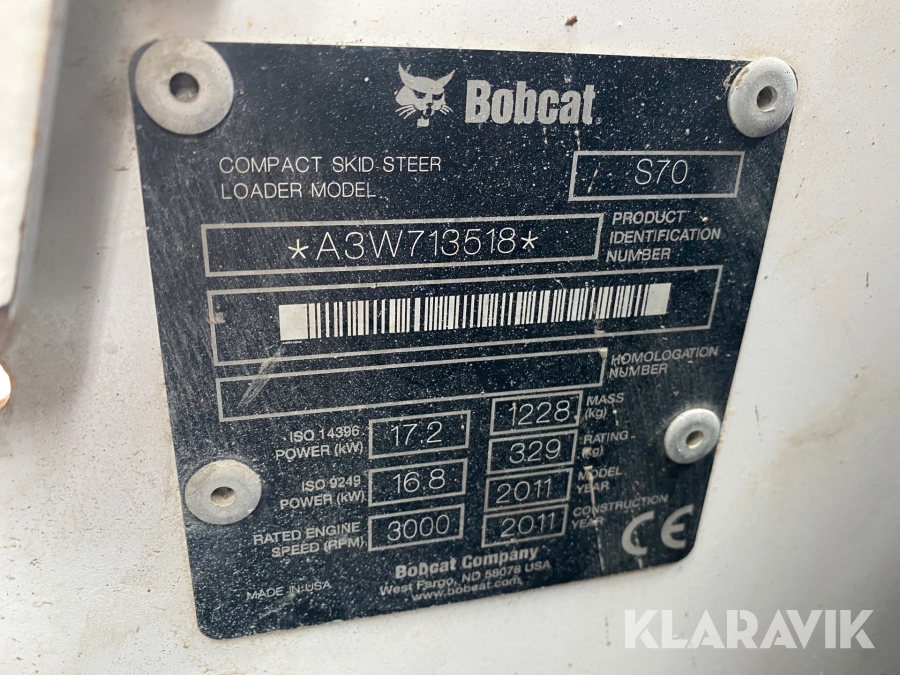 Bobcat
COMPACT SKID STEER
LOADER MODEL
S70
*A3W713518*
PRODUCT
IDENTIFICATION
NUMBER
HOMOLOGATION
NUMBER
ISO 14396
POWER (kW)
17.2
1228
MASS
(kg)
ISO 9249
POWER (kW)
16.8
329
RATING
(kg)
2011
MODEL
YEAR
RATED ENGINE
SPEED (RPM)
3000
2011
CONSTRUCTION
YEAR
CE
Bobcat Company
West Fargo, ND 58078 USA
www.bobcat.com
MADE IN USA
KLARAVIK